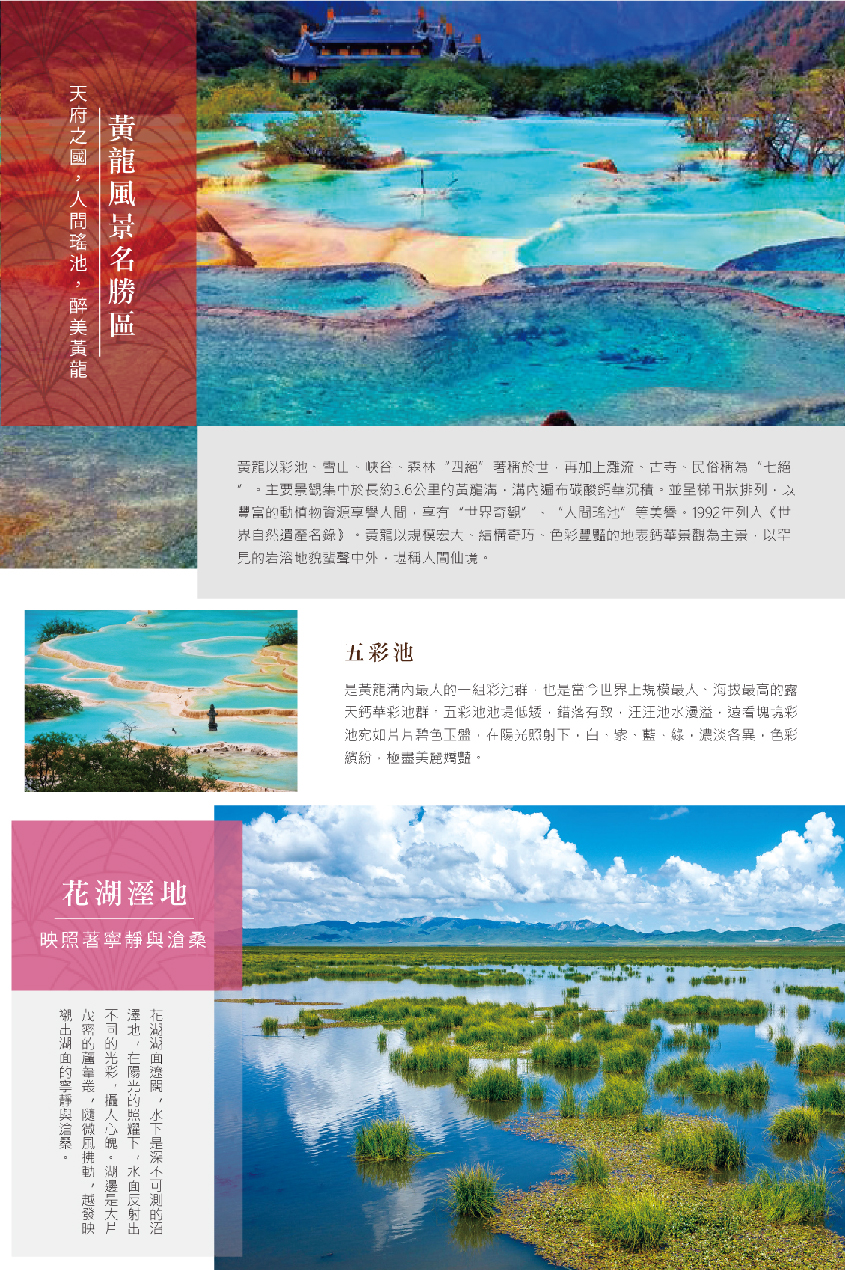 黃龍風景名勝區
天府之國，人間瑤池，醉美黃龍
黃龍以彩池、雪山、峽谷、森林“四絕”著稱於世，再加上灘流、古寺、民俗稱為“七絕
”。主要景觀集中於長約3.6公里的黃龍溝，溝內遍布碳酸鈣華沉積，並呈梯田狀排列，以
豐富的動植物資源享譽人間，享有“世界奇觀”、“人間瑤池”等美譽。1992年列入《世
界自然遺產名錄》。黃龍以規模宏大、結構奇巧、色彩豐豔的地表鈣華景觀為主景，以罕
見的岩溶地貌蜚聲中外，堪稱人間仙境。
五彩池
是黃龍溝內最大的一組彩池群，也是當今世界上規模最大、海拔最高的露
天鈣華彩池群。五彩池池堤低矮，錯落有致，汪汪池水漫溢，遠看塊塊彩
池宛如片片碧色玉盤，在陽光照射下，白、紫、藍、綠，濃淡各異，色彩
繽紛，極盡美麗嬌豔。
花湖溼地
映照著寧靜與滄桑
花湖湖面遼闊，水下是深不可測的沼
澤地，在陽光的照耀下，水面反射出
不同的光彩，攝人心魄。湖邊是大片
茂密的蘆葦叢，隨微風拂動，越發映
襯出湖面的寧靜與滄桑。